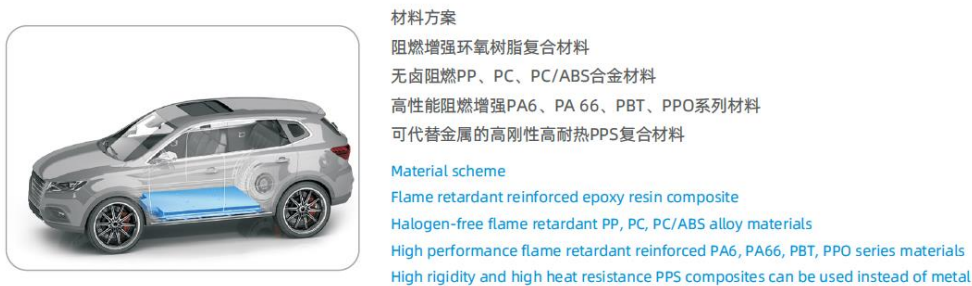 材料方案
阻燃增强环氧树脂复合材料
无卤阻燃PP、PC、PC/ABS合金材料
高性能阻燃增强PA6、PA 66、PBT、PPO系列材料
可代替金属的高刚性高耐热PPS复合材料
Material scheme
Flame retardant reinforced epoxy resin composite
Halogen-free flame retardant PP, PC, PC/ABS alloy materials
High performance flame retardant reinforced PA6, PA66, PBT, PPO series materials
High rigidity and high heat resistance PPS composites can be used instead of metal